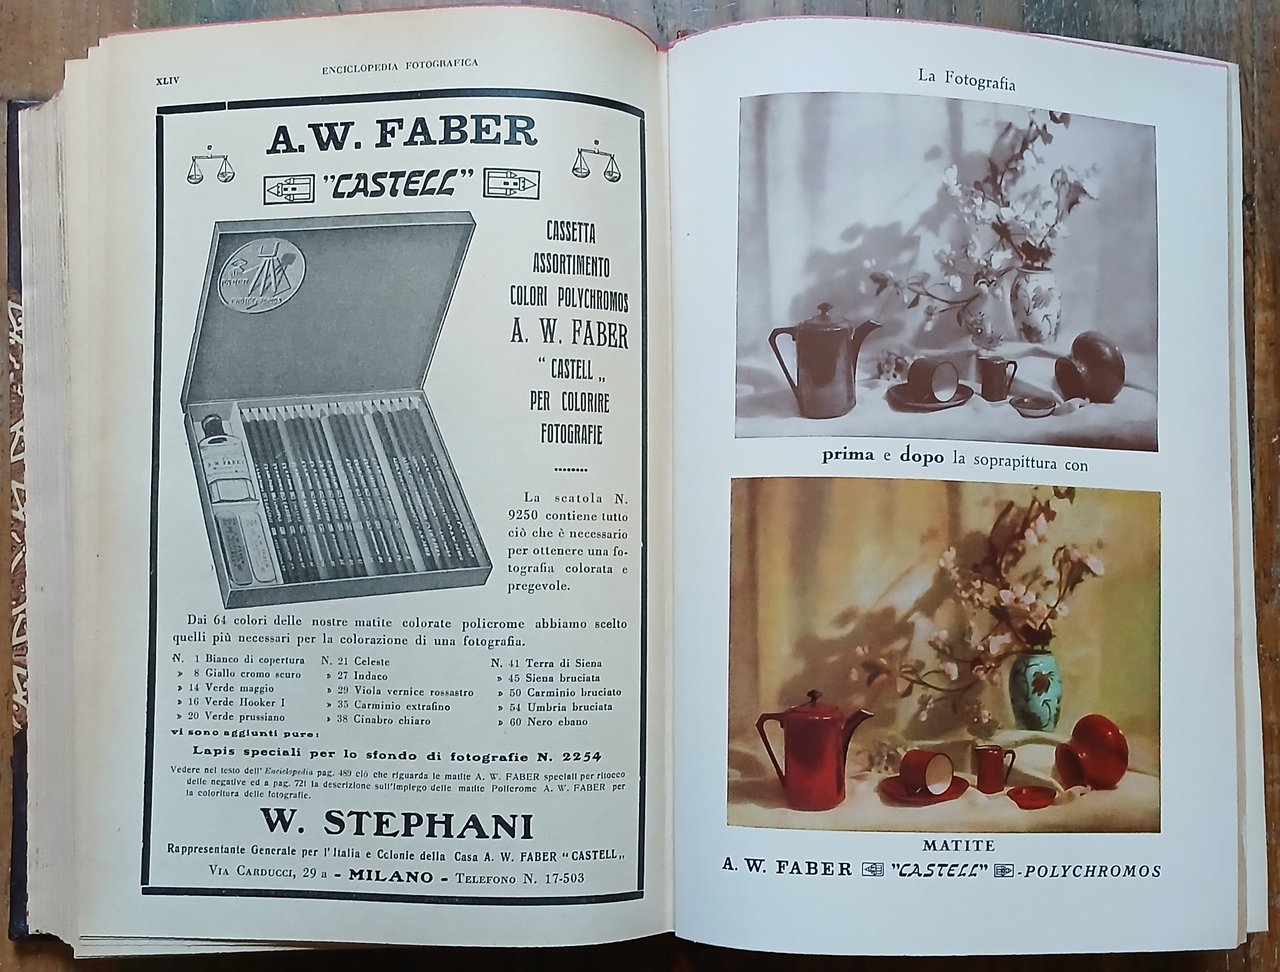 XLIV
ENCICLOPEDIA FOTOGRAFICA
A.W. FABER
"CASTELL"
CASSETTA
ASSORTIMENTO
COLORI POLYCHROMOS
A. W. FABER
“ CASTELL „
PER COLORIRE
FOTOGRAFIE
La scatola N.
9250 contiene tutto
ciò che è necessario
per ottenere una fo-
tografia colorata e
pregevole.
A.W. FABER
Dai 64 colori delle nostre matite colorate policrome abbiamo scelto
quelli più necessari per la colorazione di una fotografia.
N. 1 Bianco di copertura
» 8 Giallo cromo scuro
» 14 Verde maggio
» 16 Verde Hooker I
» 20 Verde prussiano
N. 21 Celeste
» 27 Indaco
» 29 Viola vernice rossastro
» 35 Carminio extrafino
» 38 Cinabro chiaro
N. 41 Terra di Siena
» 45 Siena bruciata
» 50 Carminio bruciato
» 54 Umbria bruciata
» 60 Nero ebano
vi sono aggiunti pure:
Lapis speciali per lo sfondo di fotografie N. 2254
Vedere nel testo dell'Enciclopedia pag. 489 ciò che riguarda le matite A. W. FABER speciali per ritocco
delle negative ed a pag. 721 la descrizione sull'impiego delle matite Policrome A. W. FABER per
la coloritura delle fotografie.
W. STEPHANI
Rappresentante Generale per l'Italia e Colonie della Casa A. W. FABER “CASTELL„
VIA CARDUCCI, 29 a - MILANO - TELEFONO N. 17-503
La Fotografia
prima e dopo la soprapittura con
MATITE
A. W. FABER "CASTELL" -POLYCHROMOS